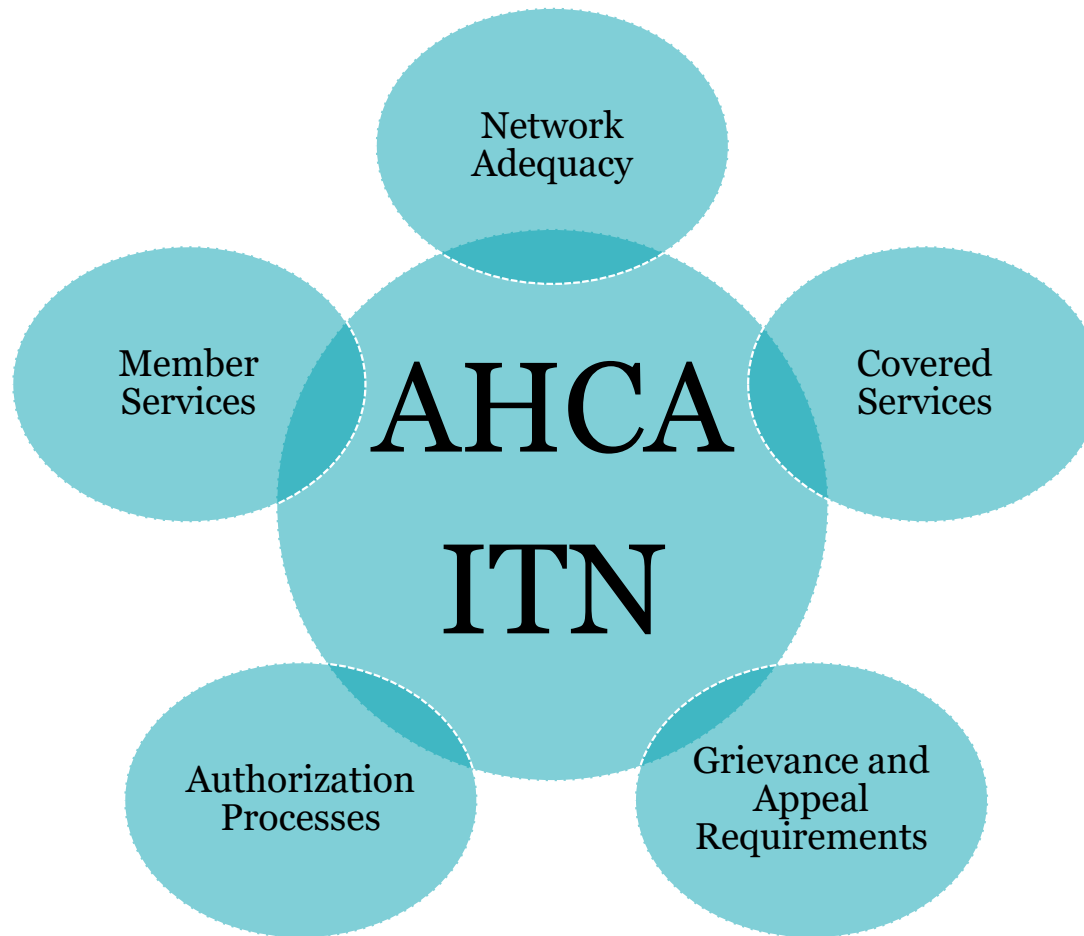 Network
Adequacy
Member
Services
AHCA
ITN
Covered
Services
Authorization
Processes
Grievance and
Appeal
Requirements